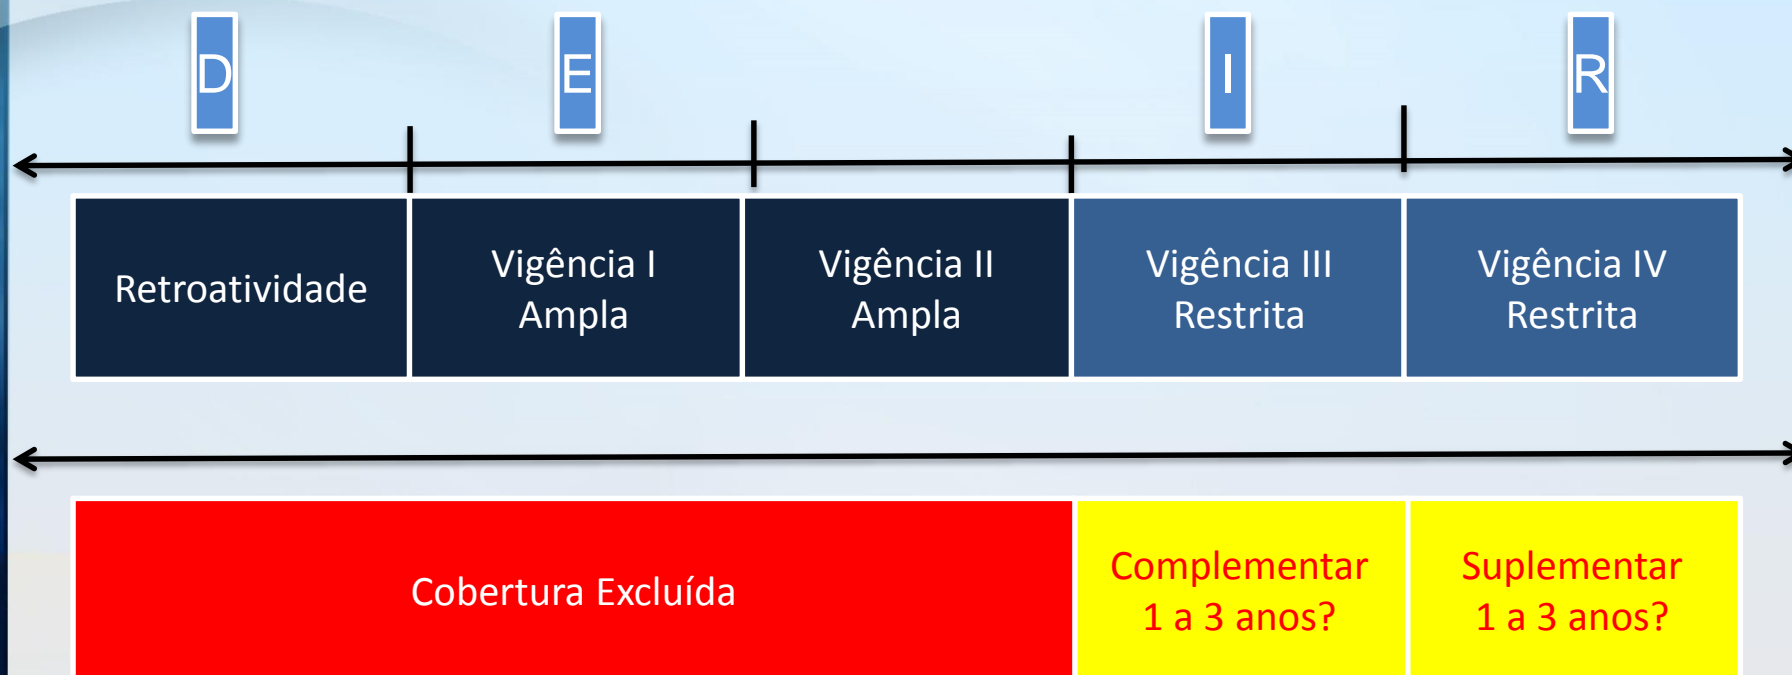 D
E
I
R
Retroatividade
Vigência I
Ampla
Vigência II
Ampla
Vigência III
Restrita
Vigência IV
Restrita
Cobertura Excluída
Complementar
1 a 3 anos?
Suplementar
1 a 3 anos?